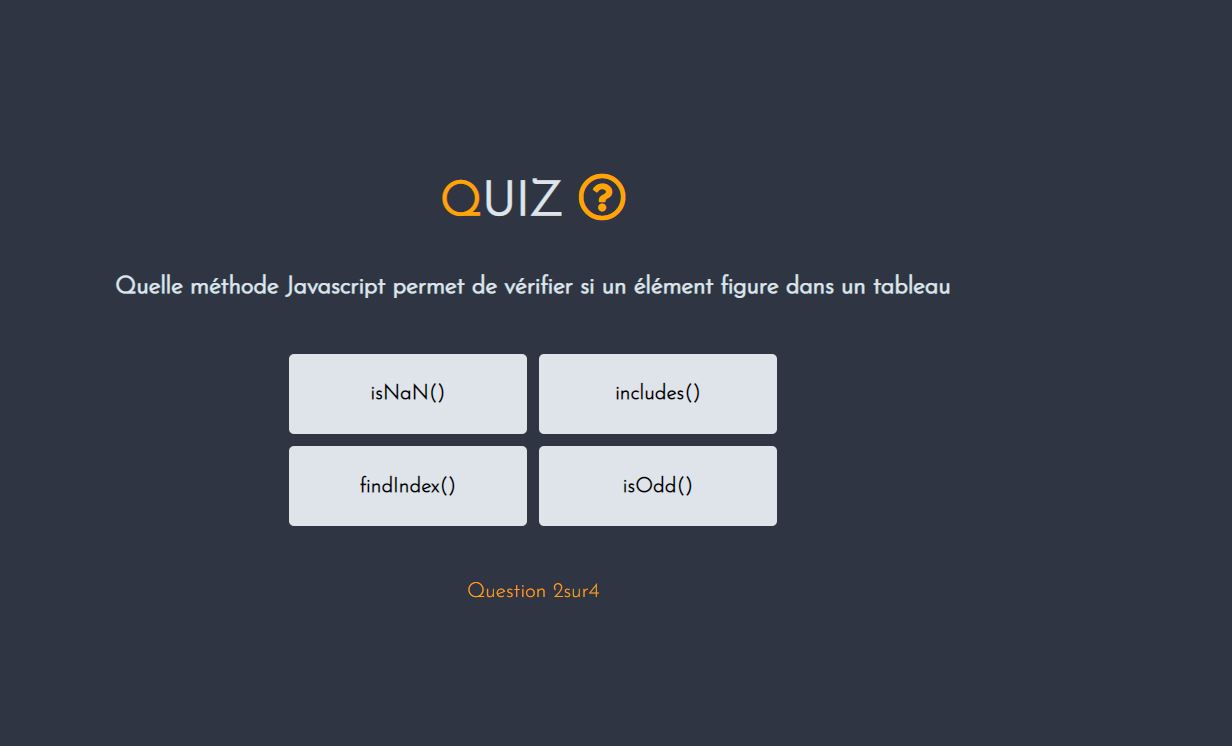 QUIZ
Quelle méthode Javascript permet de vérifier si un élément figure dans un tableau
isNaN()
includes()
findIndex()
isOdd()
Question 2sur4